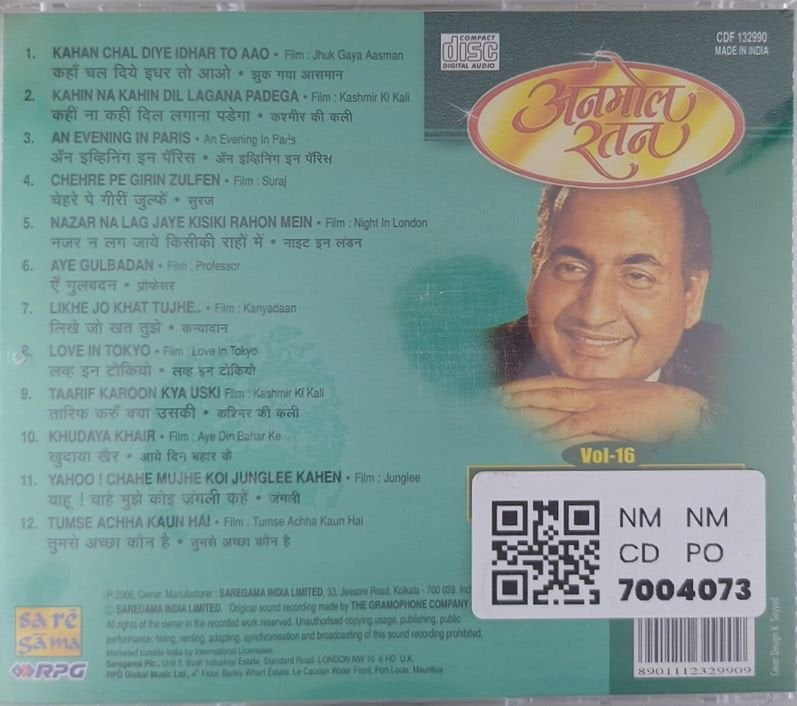 1. KAHAN CHAL DIYE IDHAR TO AAO • Film : Jhuk Gaya Aasman
कहाँ चल दिये इधर तो आओ • झुक गया आसमान
2. KAHIN NA KAHIN DIL LAGANA PADEGA • Film : Kashmir Ki Kali
कहीं ना कहीं दिल लगाना पडेगा • कश्मीर की कली
3. AN EVENING IN PARIS • An Evening In Paris
ॲन इव्हिनिंग इन पॅरिस • ॲन इव्हिनिंग इन पॅरिस
4. CHEHRE PE GIRIN ZULFEN • Film : Suraj
चेहरे पे गीरीं जुल्फें • सुरज
5. NAZAR NA LAG JAYE KISIKI RAHON MEIN • Film : Night In London
नजर न लग जाये किसीकी राहों में • नाइट इन लंडन
6. AYE GULBADAN • Film : Professor
ऐं गुलबदन • प्रोफेसर
7. LIKHE JO KHAT TUJHE.. • Film : Kanyadaan
लिखे जो खत तुझे • कन्यादान
8. LOVE IN TOKYO • Film : Love In Tokyo
लव्ह इन टोकियो • लव्ह इन टोकियो
9. TAARIF KAROON KYA USKI Film : Kashmir Ki Kali
तारिफ करूँ क्या उसकी • कश्मिर की कली
10. KHUDAYA KHAIR • Film : Aye Din Bahar Ke
खुदाया खैर • आये दिन बहार के
11. YAHOO ! CHAHE MUJHE KOI JUNGLEE KAHEN • Film : Junglee
याहू ! चाहे मुझे कोइ जंगली कहें • जंगली
12. TUMSE ACHHA KAUN HAI • Film : Tumse Achha Kaun Hai
तुमसे अच्छा कौन है • तुमसे अच्छा कौन है
COMPACT
disc
DIGITAL AUDIO
CDF 132990
MADE IN INDIA
अनमोल
रतन
Vol-16
NM NM
CD PO
7004073
sa rē
gāma
RPG
℗ 2006, Owner, Manufacturer : SAREGAMA INDIA LIMITED, 33, Jessore Road, Kolkata - 700 028.
© SAREGAMA INDIA LIMITED. Original sound recording made by THE GRAMOPHONE COMPANY
All rights of the owner in the recorded work reserved. Unauthorised copying usage, publishing, public
performance, hiring, renting, adapting, synchronisation and broadcasting of this sound recording prohibited.
Marketed outside India by International Licensees.
Saregama Plc., Unit 3, Bush Industrial Estate, Standard Road, LONDON NW 10 6 HD U.K.
RPG Global Music Ltd., 4th Floor, Barkly Wharf Estate, Le Caudan Water Front, Port-Louis, Mauritius
8901112329909
Cover Design K. Sayyed